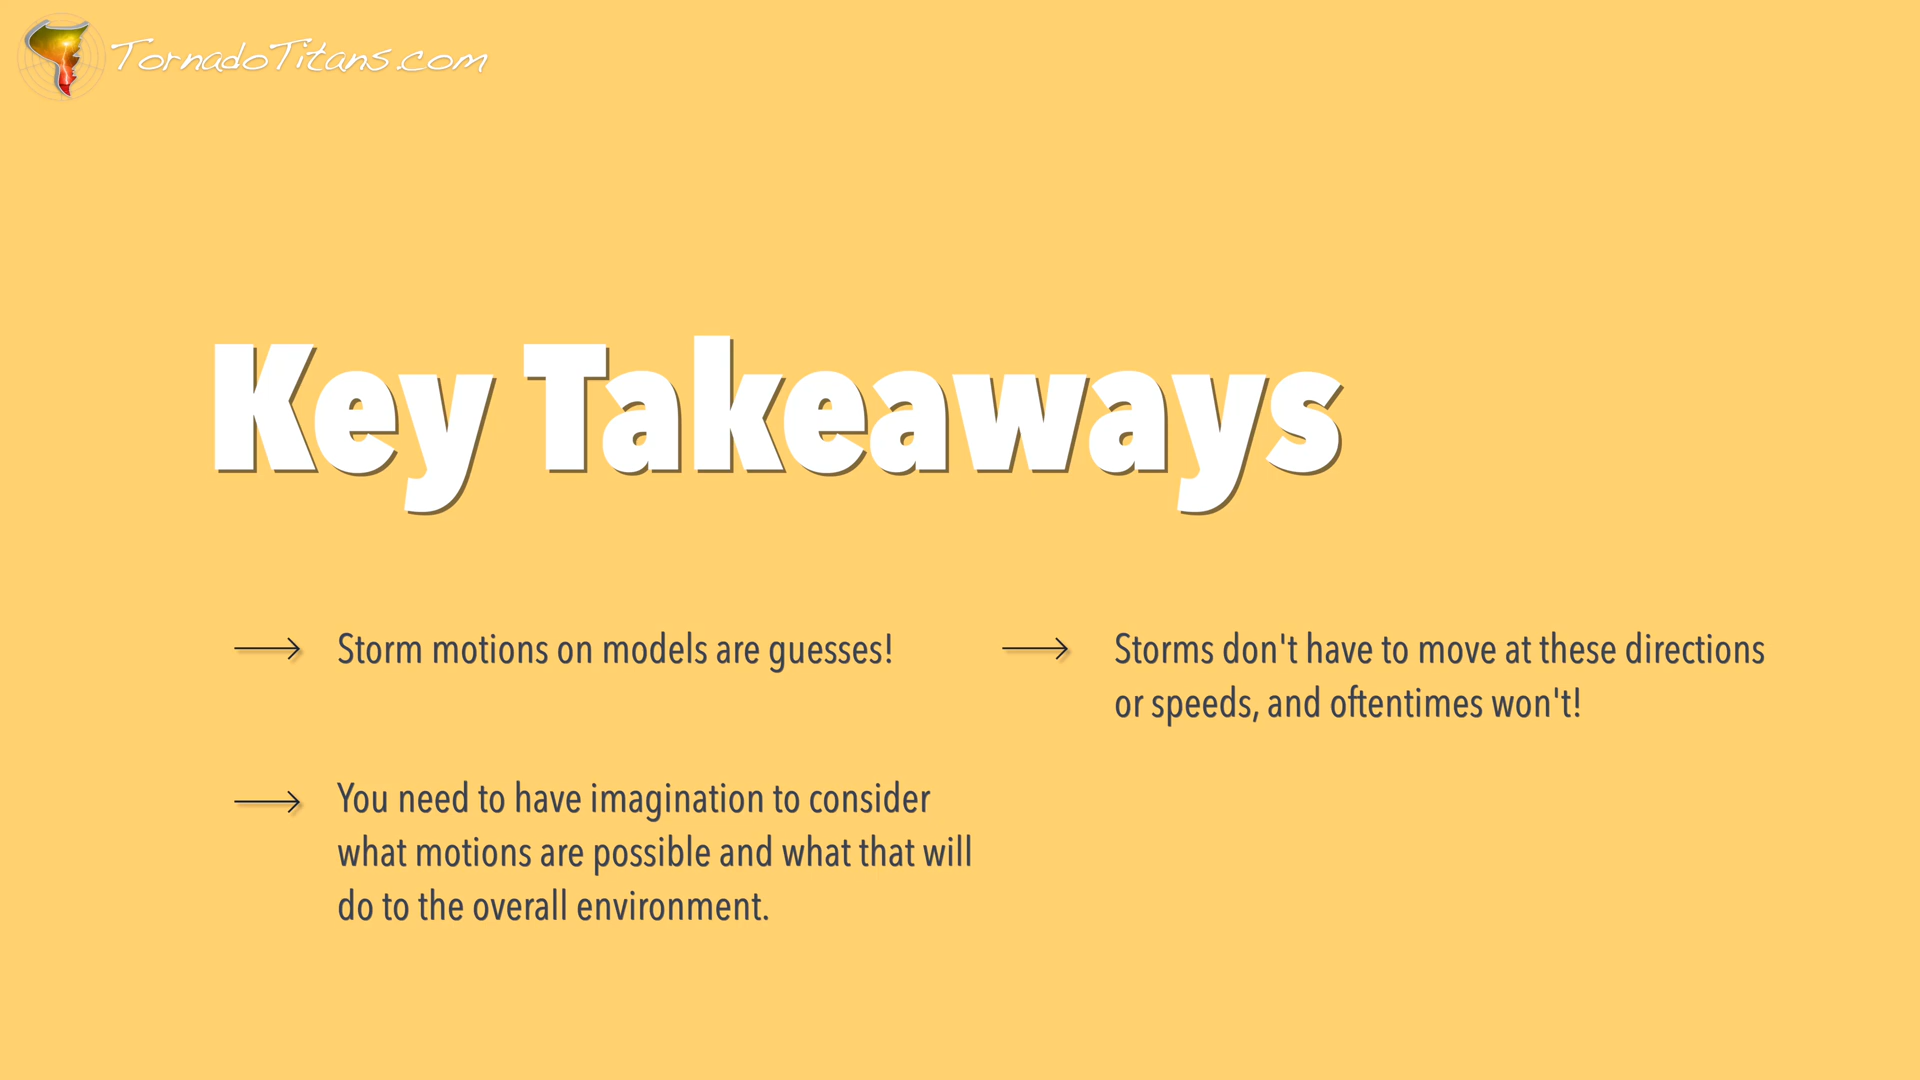 TornadoTitans.com
Key Takeaways
Storm motions on models are guesses!
Storms don't have to move at these directions
or speeds, and oftentimes won't!
You need to have imagination to consider
what motions are possible and what that will
do to the overall environment.